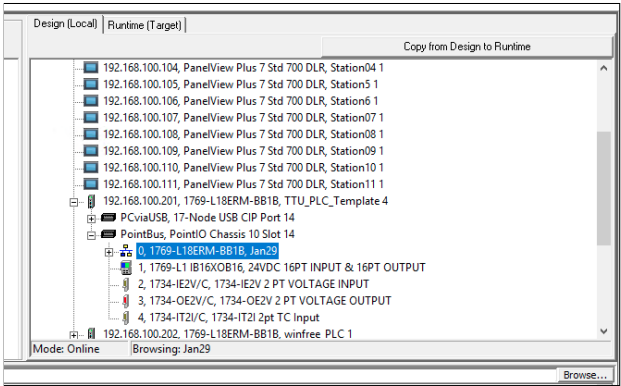 Design (Local) Runtime (Target)
Copy from Design to Runtime
192.168.100.104, PanelView Plus 7 Std 700 DLR, Station04 1
192.168.100.105, PanelView Plus 7 Std 700 DLR, Station5 1
192.168.100.106, PanelView Plus 7 Std 700 DLR, Station6 1
192.168.100.107, PanelView Plus 7 Std 700 DLR, Station07 1
192.168.100.108, PanelView Plus 7 Std 700 DLR, Station08 1
192.168.100.109, PanelView Plus 7 Std 700 DLR, Station09 1
192.168.100.110, PanelView Plus 7 Std 700 DLR, Station10 1
192.168.100.111, PanelView Plus 7 Std 700 DLR, Station11 1
192.168.100.201, 1769-L18ERM-BB1B, TTU_PLC_Template 4
PCviaUSB, 17-Node USB CIP Port 14
PointBus, PointIO Chassis 10 Slot 14
0, 1769-L18ERM-BB1B, Jan29
1, 1769-L1 IB16XOB16, 24VDC 16PT INPUT & 16PT OUTPUT
2, 1734-IE2V/C, 1734-IE2V 2 PT VOLTAGE INPUT
3, 1734-OE2V/C, 1734-OE2V 2 PT VOLTAGE OUTPUT
4, 1734-IT2I/C, 1734-IT2I 2pt TC Input
192.168.100.202, 1769-L18ERM-BB1B, winfree PLC 1
Mode: Online Browsing: Jan29
Browse...